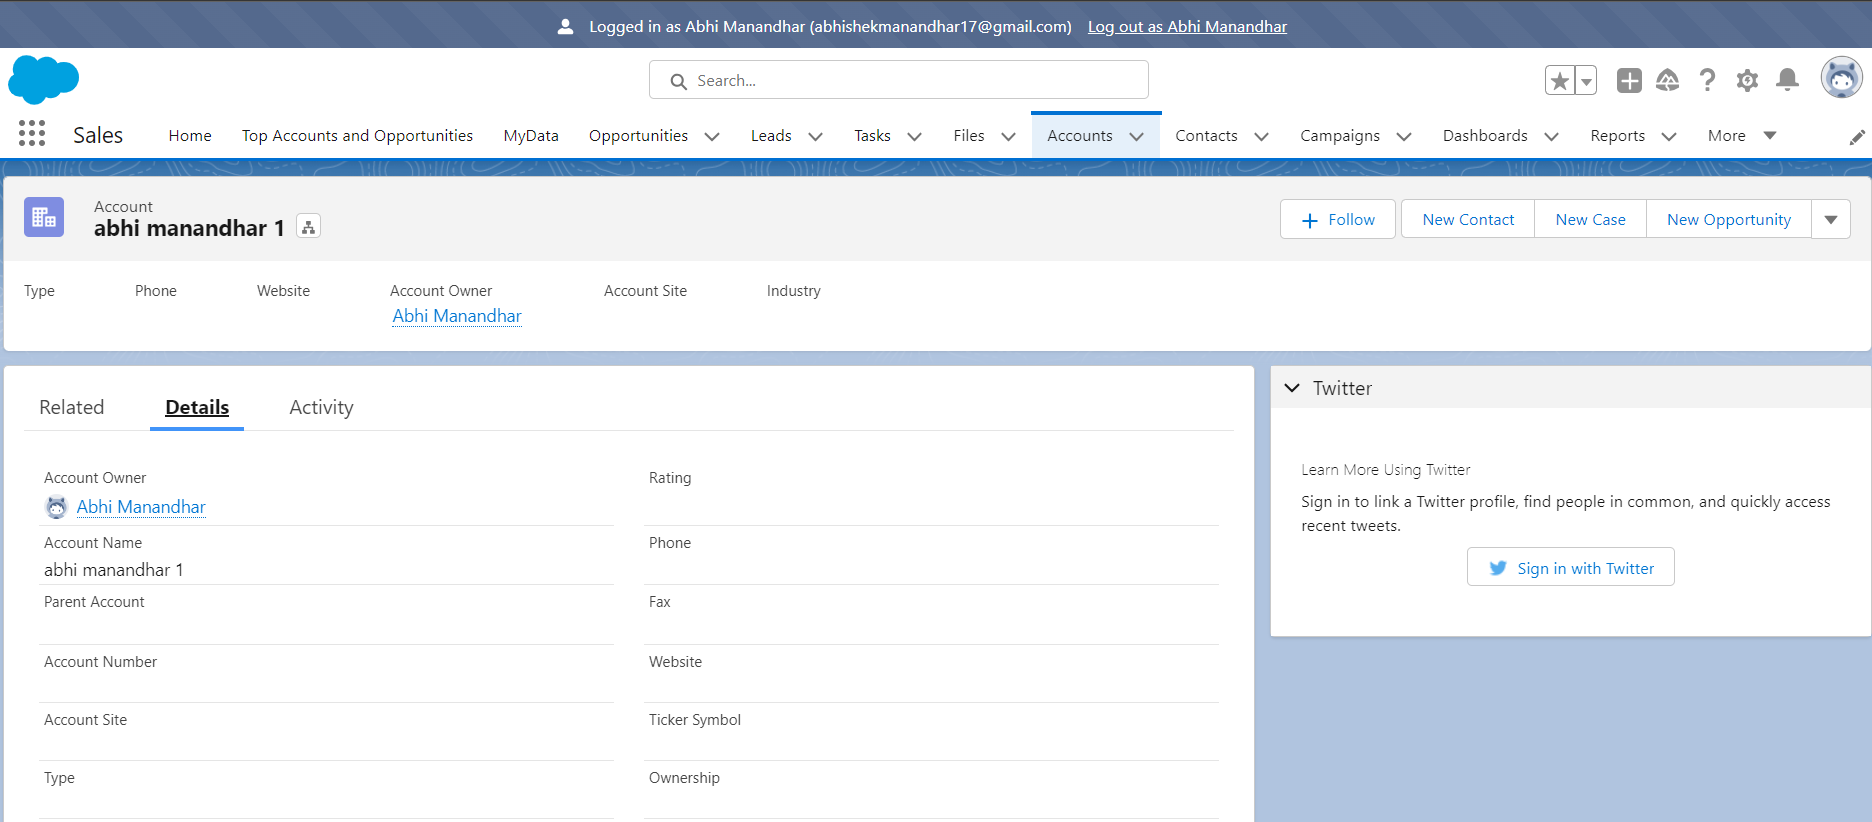 Logged in as Abhi Manandhar (abhishekmanandhar17@gmail.com) Log out as Abhi Manandhar
Search...
Sales Home Top Accounts and Opportunities MyData Opportunities Leads Tasks Files Accounts Contacts Campaigns Dashboards Reports More
Account
abhi manandhar 1
Follow New Contact New Case New Opportunity
Type Phone Website Account Owner Account Site Industry
Abhi Manandhar
Related Details Activity
Account Owner Rating
Abhi Manandhar
Account Name Phone
abhi manandhar 1
Parent Account Fax
Account Number Website
Account Site Ticker Symbol
Type Ownership
Twitter
Learn More Using Twitter
Sign in to link a Twitter profile, find people in common, and quickly access
recent tweets.
Sign in with Twitter